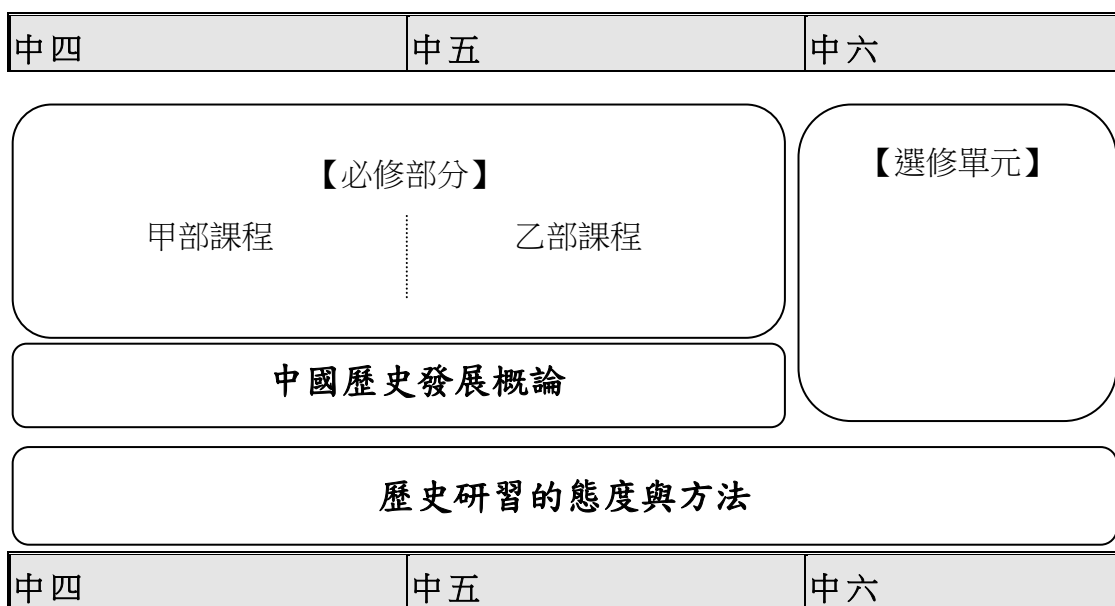 中四 中五 中六
【必修部分】 【選修單元】
甲部課程 乙部課程
中國歷史發展概論
歷史研習的態度與方法
中四 中五 中六